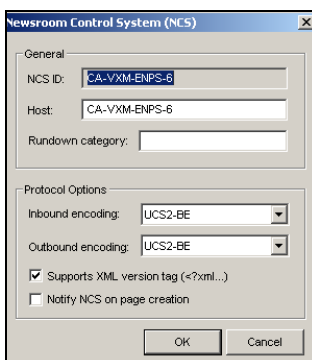 Newsroom Control System (NCS)
General
NCS ID: CA-VXM-ENPS-6
Host: CA-VXM-ENPS-6
Rundown category:
Protocol Options
Inbound encoding: UCS2-BE
Outbound encoding: UCS2-BE
Supports XML version tag (<?xml...)
Notify NCS on page creation
OK Cancel